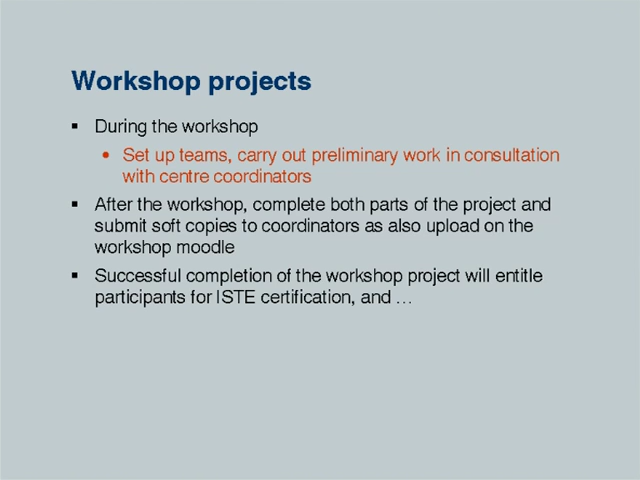 Workshop projects
▪ During the workshop
• Set up teams, carry out preliminary work in consultation
with centre coordinators
▪ After the workshop, complete both parts of the project and
submit soft copies to coordinators as also upload on the
workshop moodle
▪ Successful completion of the workshop project will entitle
participants for ISTE certification, and …